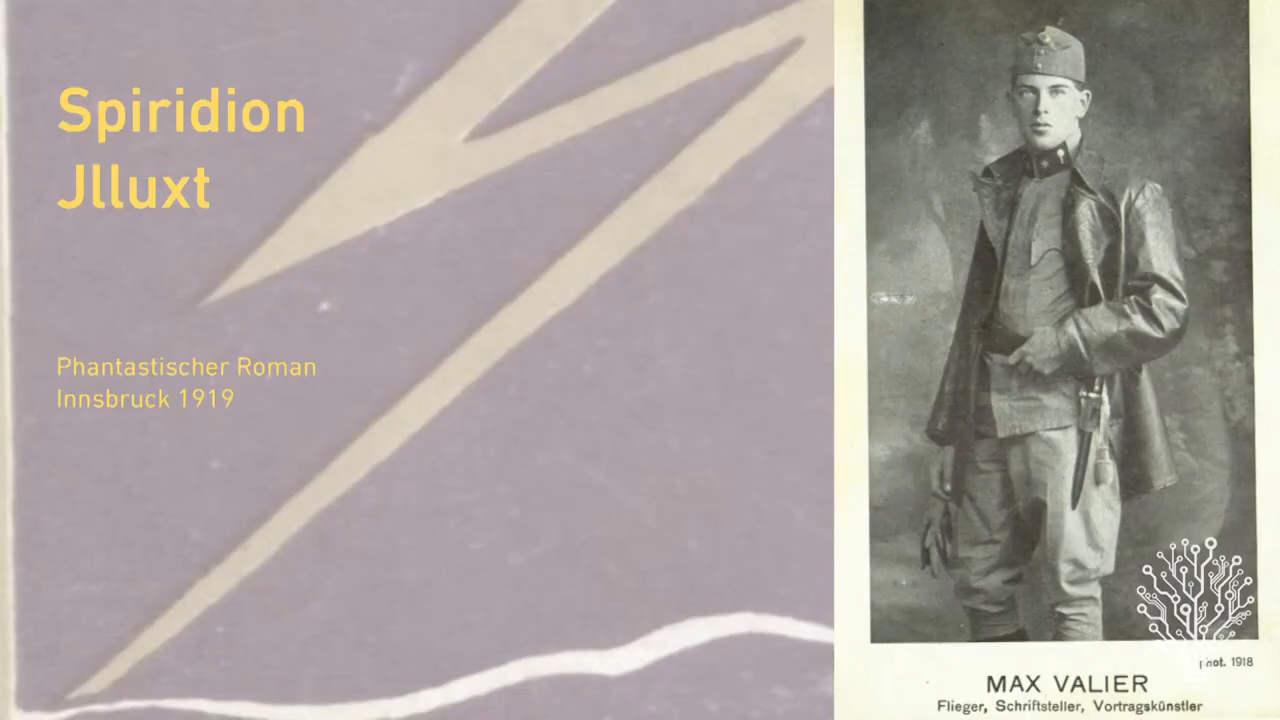 Spiridion
Jlluxt
Phantastischer Roman
Innsbruck 1919
phot. 1918
MAX VALIER
Flieger, Schriftsteller, Vortragskünstler